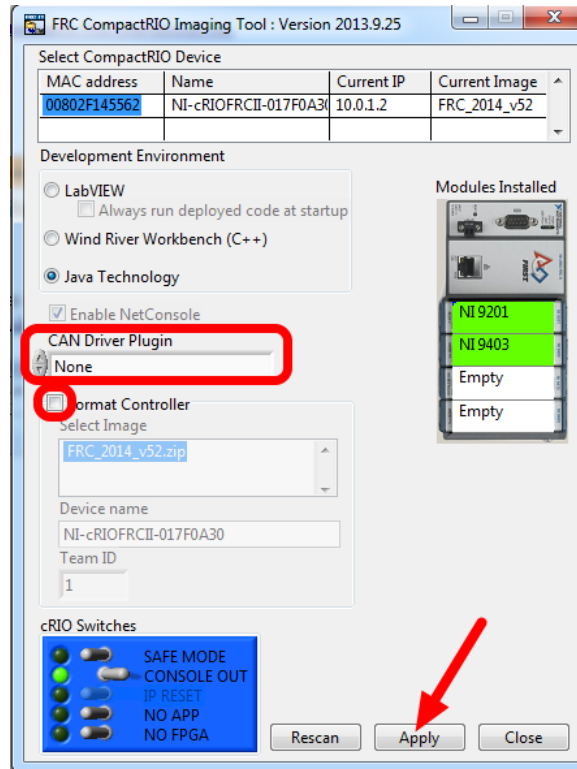 FRC CompactRIO Imaging Tool : Version 2013.9.25
Select CompactRIO Device
MAC address Name Current IP Current Image
00802F145562 NI-cRIOFRCII-017F0A30 10.0.1.2 FRC_2014_v52
Development Environment
LabVIEW
Always run deployed code at startup
Wind River Workbench (C++)
Java Technology
Enable NetConsole
CAN Driver Plugin
None
Format Controller
Select Image
FRC_2014_v52.zip
Device name
NI-cRIOFRCII-017F0A30
Team ID
1
Modules Installed
FIRST
NI 9201
NI 9403
Empty
Empty
cRIO Switches
SAFE MODE
CONSOLE OUT
IP RESET
NO APP
NO FPGA
Rescan Apply Close